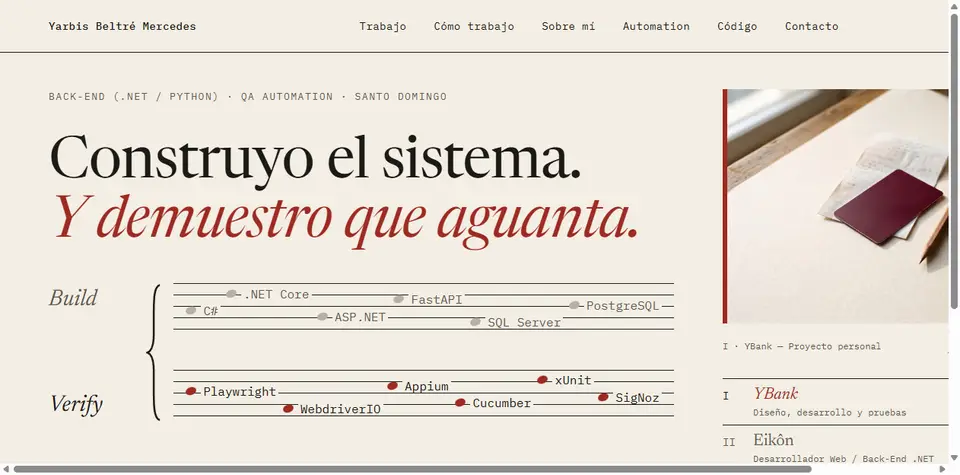 Yarbis Beltré Mercedes
Trabajo Cómo trabajo Sobre mí Automation Código Contacto
BACK-END (.NET / PYTHON) · QA AUTOMATION · SANTO DOMINGO
Construyo el sistema.
Y demuestro que aguanta.
Build
.NET Core
FastAPI
PostgreSQL
C#
ASP.NET
SQL Server
Verify
xUnit
Playwright
Appium
SigNoz
WebdriverIO
Cucumber
I · YBank — Proyecto personal
I YBank
Diseño, desarrollo y pruebas
II Eikôn
Desarrollador Web / Back-End .NET